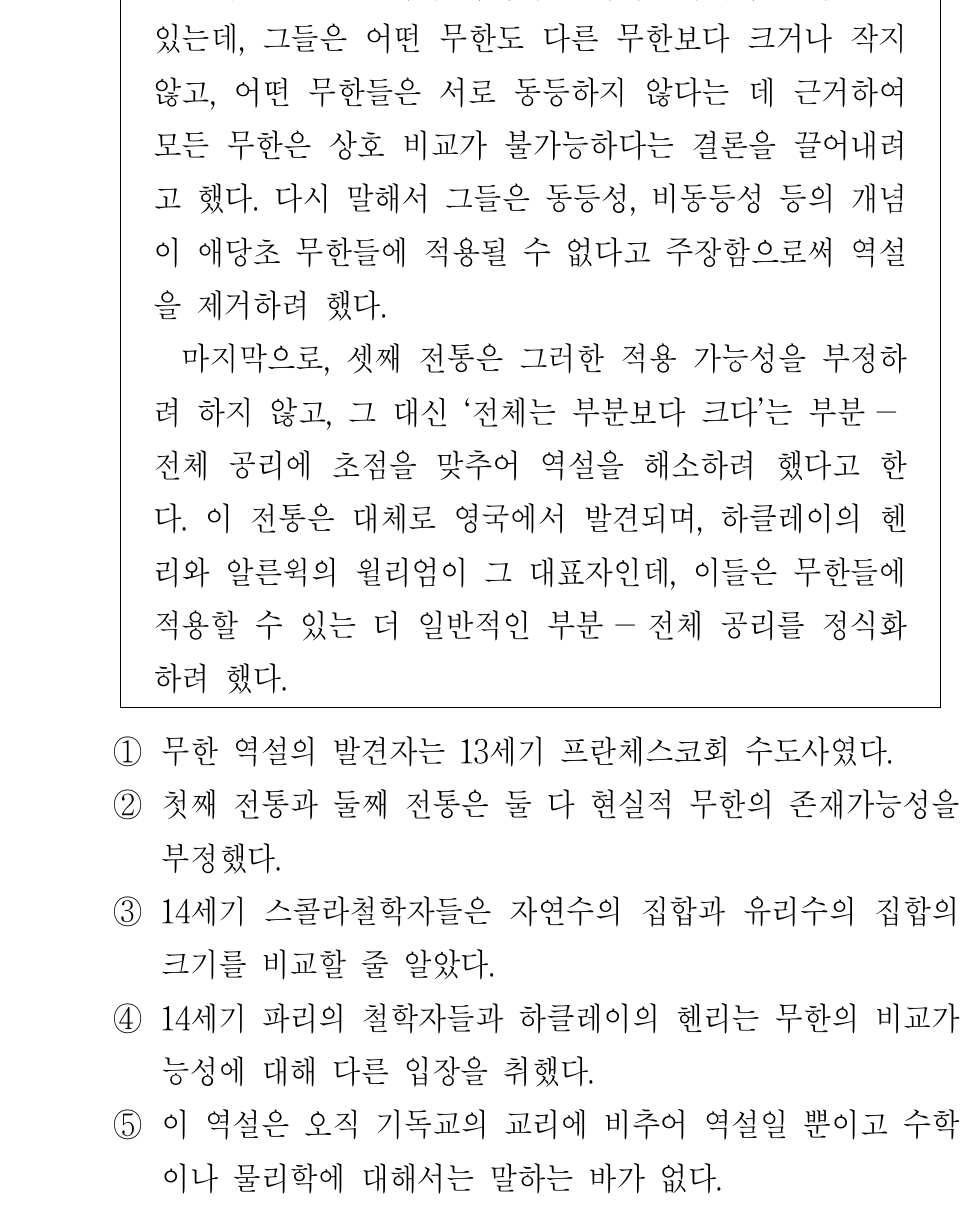 있는데, 그들은 어떤 무한도 다른 무한보다 크거나 작지
않고, 어떤 무한들은 서로 동등하지 않다는 데 근거하여
모든 무한은 상호 비교가 불가능하다는 결론을 끌어내려
고 했다. 다시 말해서 그들은 동등성, 비동등성 등의 개념
이 애당초 무한들에 적용될 수 없다고 주장함으로써 역설
을 제거하려 했다.
마지막으로, 셋째 전통은 그러한 적용 가능성을 부정하
려 하지 않고, 그 대신 ‘전체는 부분보다 크다’는 부분 –
전체 공리에 초점을 맞추어 역설을 해소하려 했다고 한
다. 이 전통은 대체로 영국에서 발견되며, 하클레이의 헨
리와 알른윅의 윌리엄이 그 대표자인데, 이들은 무한들에
적용할 수 있는 더 일반적인 부분 – 전체 공리를 정식화
하려 했다.
① 무한 역설의 발견자는 13세기 프란체스코회 수도사였다.
② 첫째 전통과 둘째 전통은 둘 다 현실적 무한의 존재가능성을
부정했다.
③ 14세기 스콜라철학자들은 자연수의 집합과 유리수의 집합의
크기를 비교할 줄 알았다.
④ 14세기 파리의 철학자들과 하클레이의 헨리는 무한의 비교가
능성에 대해 다른 입장을 취했다.
⑤ 이 역설은 오직 기독교의 교리에 비추어 역설일 뿐이고 수학
이나 물리학에 대해서는 말하는 바가 없다.